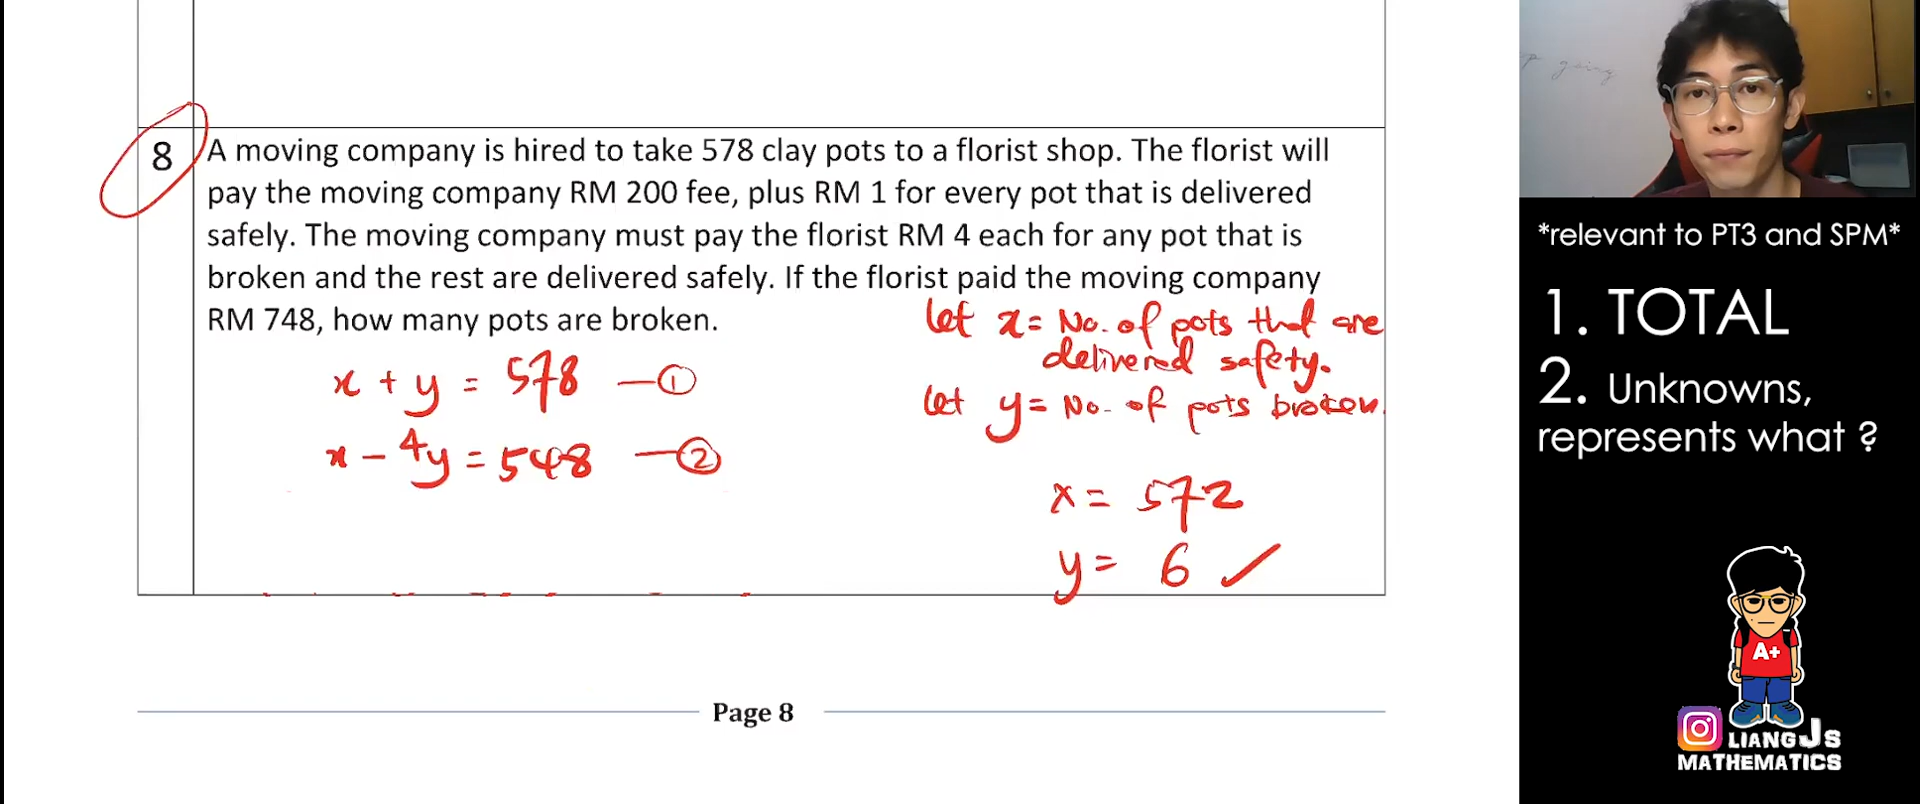 8
A moving company is hired to take 578 clay pots to a florist shop. The florist will
pay the moving company RM 200 fee, plus RM 1 for every pot that is delivered
safely. The moving company must pay the florist RM 4 each for any pot that is
broken and the rest are delivered safely. If the florist paid the moving company
RM 748, how many pots are broken.
let x = No. of pots that are
delivered safety.
let y = No. of pots broken.
x + y = 578 — ①
x - 4y = 548 — ②
x = 572
y = 6 ✓
Page 8
*relevant to PT3 and SPM*
1. TOTAL
2. Unknowns,
represents what ?
A+
LIANGJS
MATHEMATICS